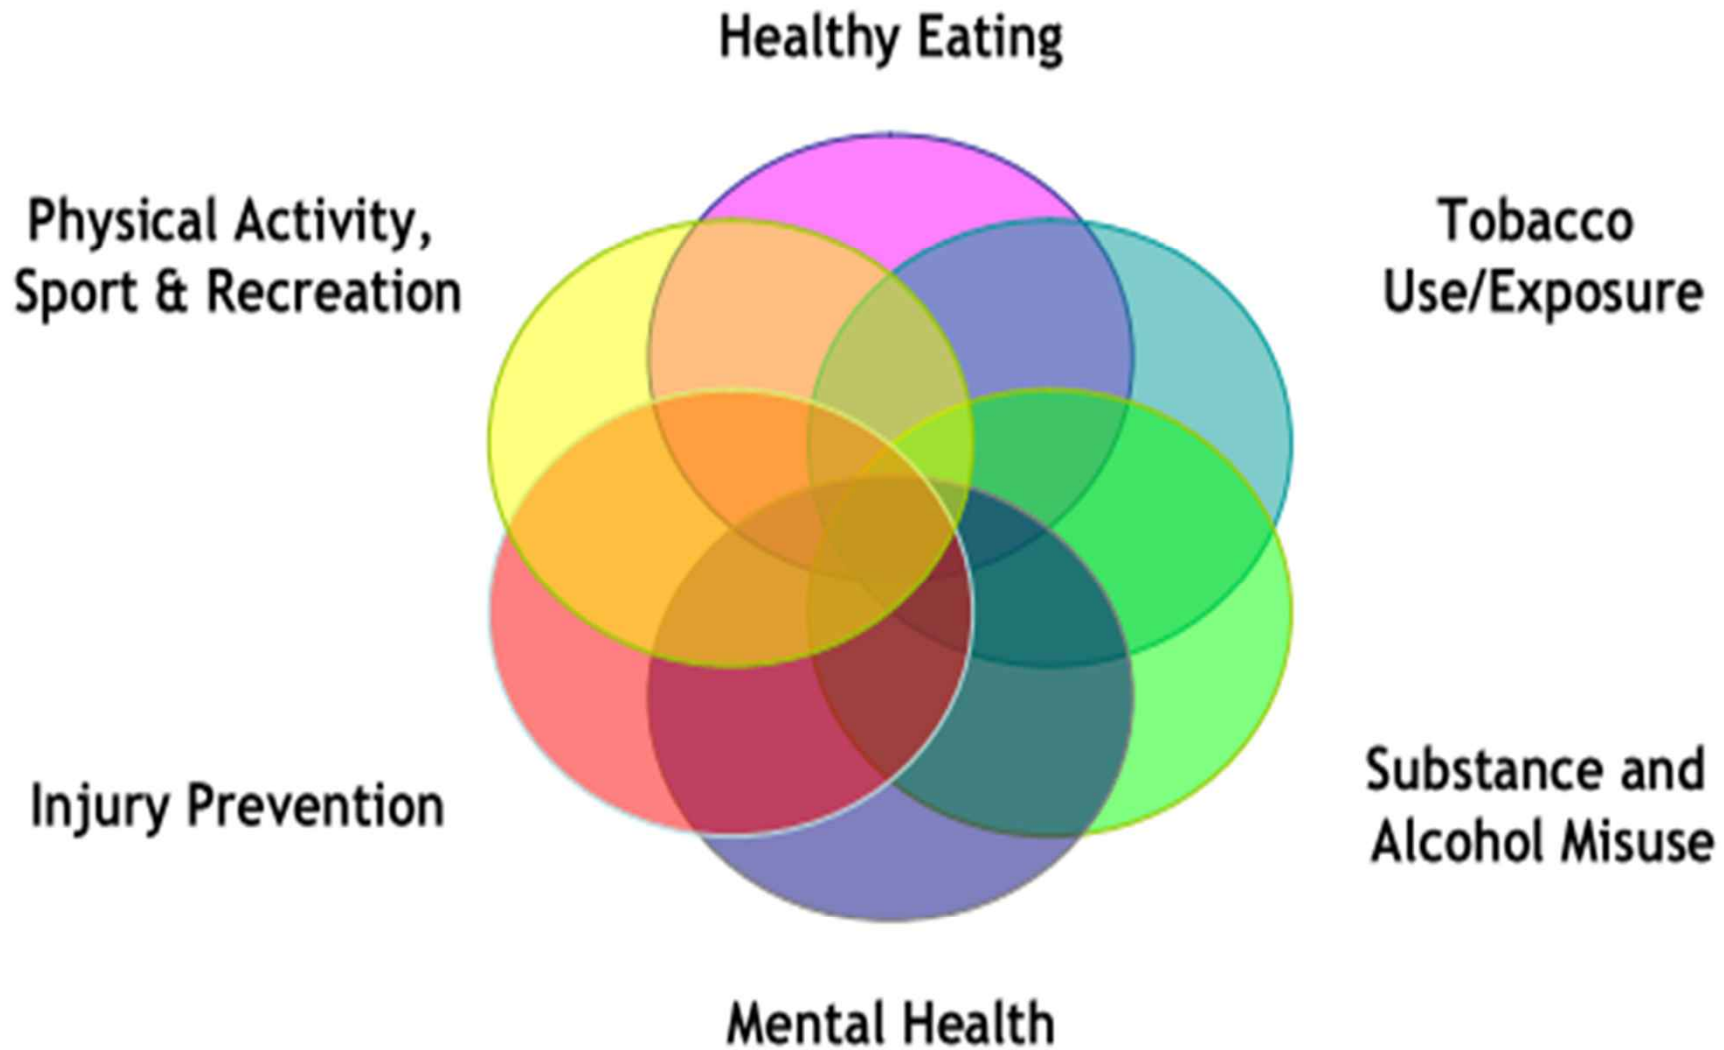 Healthy Eating
Physical Activity,
Sport & Recreation
Tobacco
Use/Exposure
Injury Prevention
Substance and
Alcohol Misuse
Mental Health